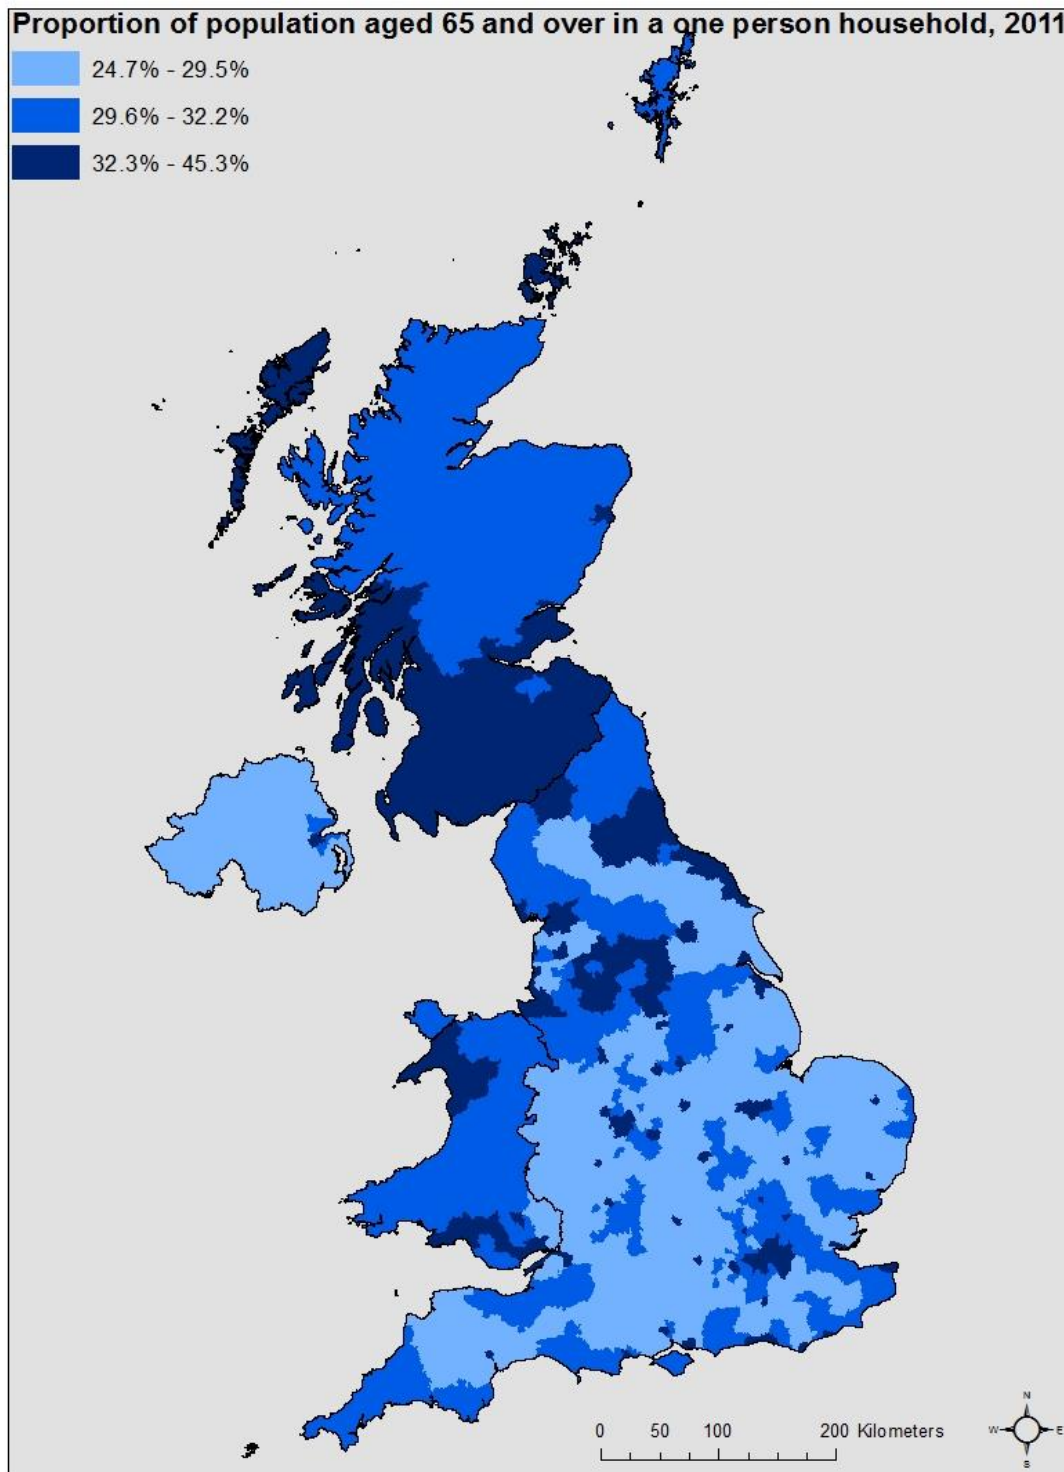 Proportion of population aged 65 and over in a one person household, 2011
24.7% - 29.5%
29.6% - 32.2%
32.3% - 45.3%
N
W E
S
0 50 100 200 Kilometers